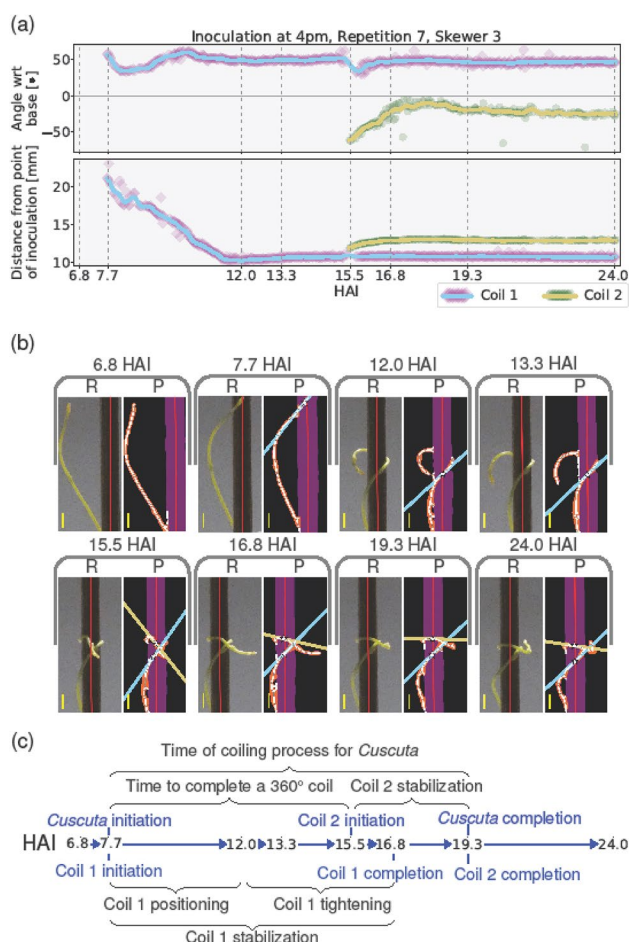 (a)
Inoculation at 4pm, Repetition 7, Skewer 3
Angle wrt
base [▸]
50
0
−50
Distance from point
of inoculation [mm]
20
15
10
6.8 7.7 12.0 13.3 15.5 16.8 19.3 24.0
HAI
Coil 1 Coil 2
(b)
6.8 HAI 7.7 HAI 12.0 HAI 13.3 HAI
R P R P R P R P
15.5 HAI 16.8 HAI 19.3 HAI 24.0 HAI
R P R P R P R P
(c)
Time of coiling process for Cuscuta
Time to complete a 360° coil Coil 2 stabilization
Cuscuta initiation Coil 2 initiation Cuscuta completion
HAI 6.8 7.7 12.0 13.3 15.5 16.8 19.3 24.0
Coil 1 initiation Coil 1 completion Coil 2 completion
Coil 1 positioning Coil 1 tightening
Coil 1 stabilization